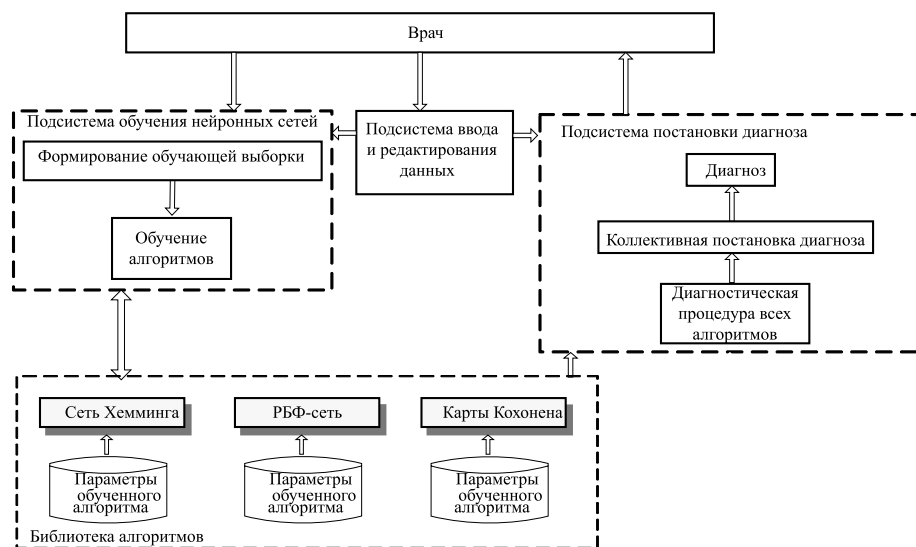 Врач
Подсистема обучения нейронных сетей
Формирование обучающей выборки
Обучение
алгоритмов
Подсистема ввода
и редактирования
данных
Подсистема постановки диагноза
Диагноз
Коллективная постановка диагноза
Диагностическая
процедура всех
алгоритмов
Сеть Хемминга
РБФ-сеть
Карты Кохонена
Параметры
обученного
алгоритма
Параметры
обученного
алгоритма
Параметры
обученного
алгоритма
Библиотека алгоритмов